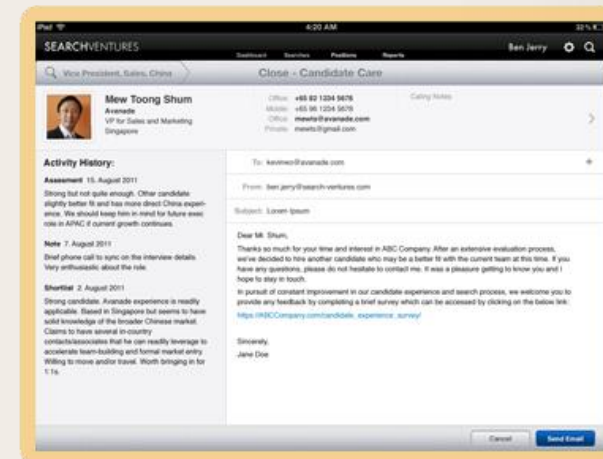 iPad
4:20 AM
SEARCHVENTURES
Dashboard Searches Positions Reports
Ben Jerry
Vice President, Sales, China
Close - Candidate Care
Mew Toong Shum
Avanade
VP for Sales and Marketing
Singapore
Office: +65 82 1234 5678
Mobile: +65 96 1234 5678
Office: mewto@avanade.com
Private: mewto@gmail.com
Calling Notes
Activity History:
Assessment 15. August 2011
Strong but not quite enough. Other candidate
slightly better fit and has more direct China experi-
ence. We should keep him in mind for future exec
role in APAC if current growth continues.
Note 7. August 2011
Brief phone call to sync on the interview details.
Very enthusiastic about the role.
Shortlist 2. August 2011
Strong candidate. Avanade experience is readily
applicable. Based in Singapore but seems to have
solid knowledge of the broader Chinese market.
Claims to have several in-country
contacts/associates that he can readily leverage to
accelerate team-building and formal market entry.
Willing to move and/or travel. Worth bringing in for
1:1s.
To: kevinwo@avanade.com
From: ben.jerry@search-ventures.com
Subject: Lorem Ipsum
Dear Mr. Shum,
Thanks so much for your time and interest in ABC Company. After an extensive evaluation process,
we've decided to hire another candidate who may be a better fit with the current team at this time. If you
have any questions, please do not hesitate to contact me. It was a pleasure getting to know you and I
hope to stay in touch.
In pursuit of constant improvement in our candidate experience and search process, we welcome you to
provide any feedback by completing a brief survey which can be accessed by clicking on the below link:
https://ABCCompany.com/candidate_experience_survey/
Sincerely,
Jane Doe
Cancel
Send Email